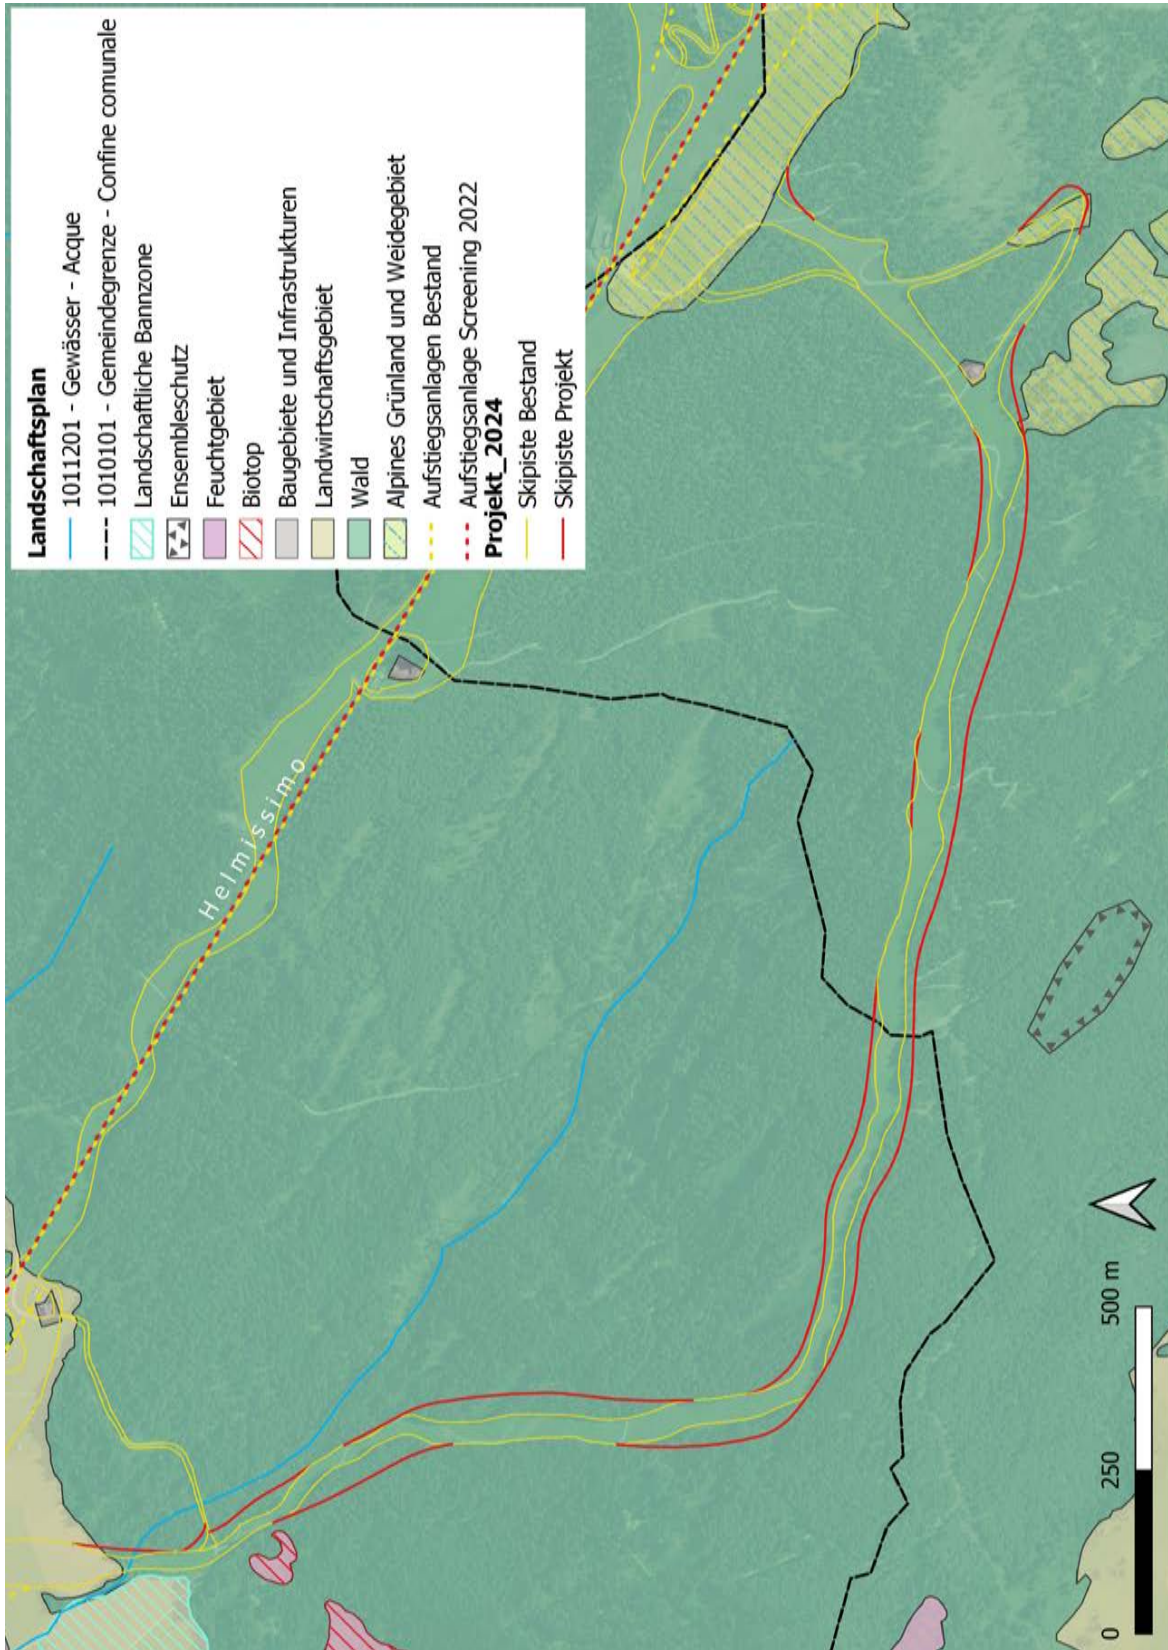 Landschaftsplan
1011201 - Gewässer - Acque
1010101 - Gemeindegrenze - Confine comunale
Landschaftliche Bannzone
Ensembleschutz
Feuchtgebiet
Biotop
Baugebiete und Infrastrukturen
Landwirtschaftsgebiet
Wald
Alpines Grünland und Weidegebiet
Aufstiegsanlagen Bestand
Aufstiegsanlage Screening 2022
Projekt_2024
Skipiste Bestand
Skipiste Projekt
Helmissimo
0 250 500 m